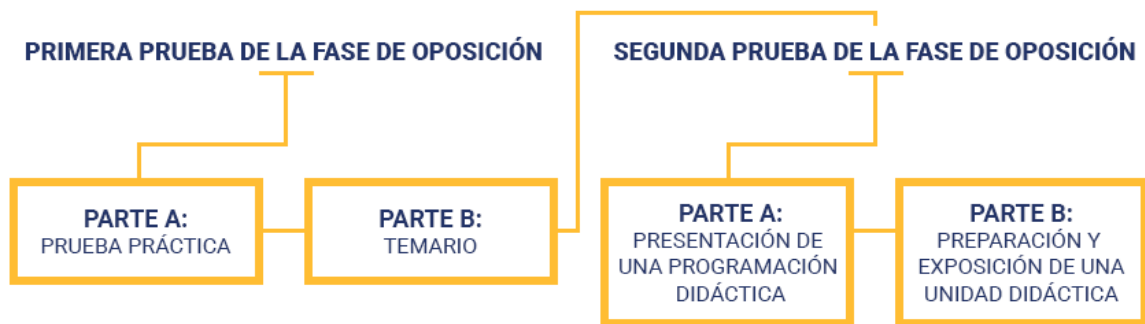 PRIMERA PRUEBA DE LA FASE DE OPOSICIÓN
SEGUNDA PRUEBA DE LA FASE DE OPOSICIÓN
PARTE A:
PRUEBA PRÁCTICA
PARTE B:
TEMARIO
PARTE A:
PRESENTACIÓN DE
UNA PROGRAMACIÓN
DIDÁCTICA
PARTE B:
PREPARACIÓN Y
EXPOSICIÓN DE UNA
UNIDAD DIDÁCTICA